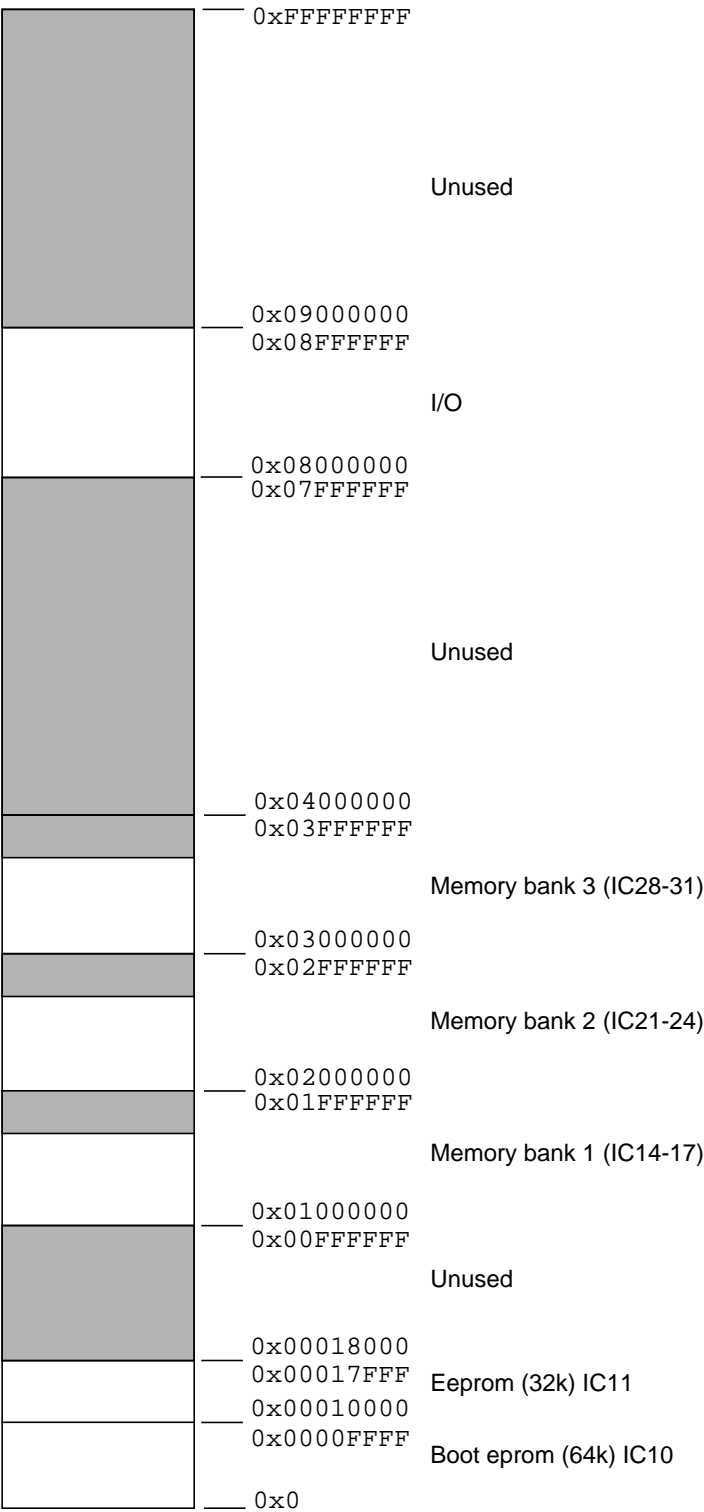 0xFFFFFFFF
Unused
0x09000000
0x08FFFFFF
I/O
0x08000000
0x07FFFFFF
Unused
0x04000000
0x03FFFFFF
Memory bank 3 (IC28-31)
0x03000000
0x02FFFFFF
Memory bank 2 (IC21-24)
0x02000000
0x01FFFFFF
Memory bank 1 (IC14-17)
0x01000000
0x00FFFFFF
Unused
0x00018000
0x00017FFF
Eeprom (32k) IC11
0x00010000
0x0000FFFF
Boot eprom (64k) IC10
0x0